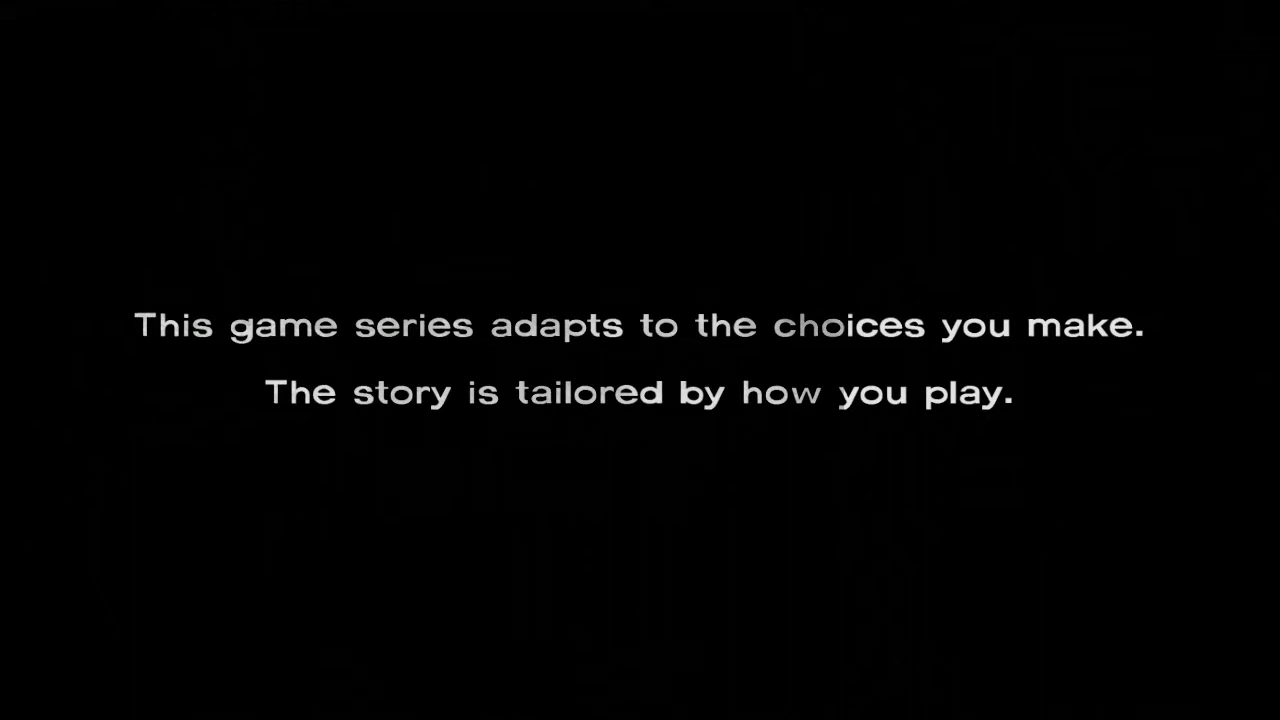 This game series adapts to the choices you make.
The story is tailored by how you play.